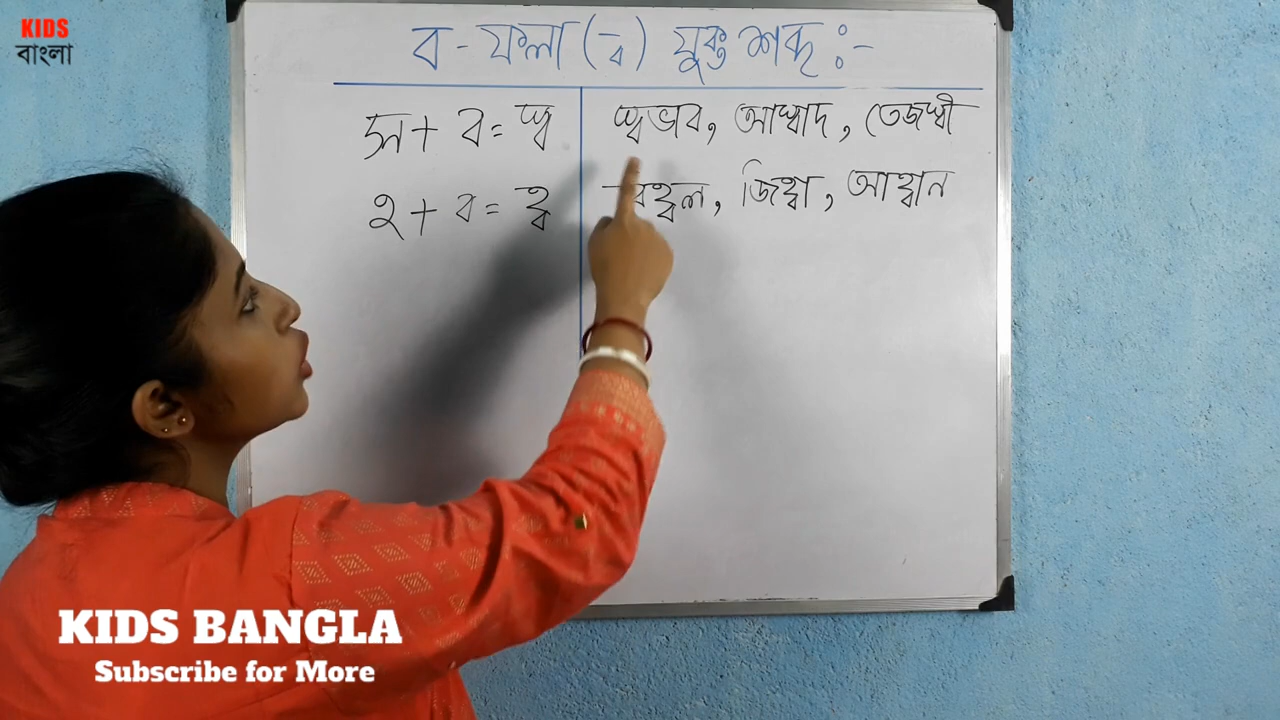 KIDS
বাংলা
ব - ফলা (্ব) যুক্ত শব্দ ঃ-
স + ব = স্ব স্বভাব, আস্বাদ, তেজস্বী
হ + ব = হ্ব জিহ্বা, আহ্বান
KIDS BANGLA
Subscribe for More